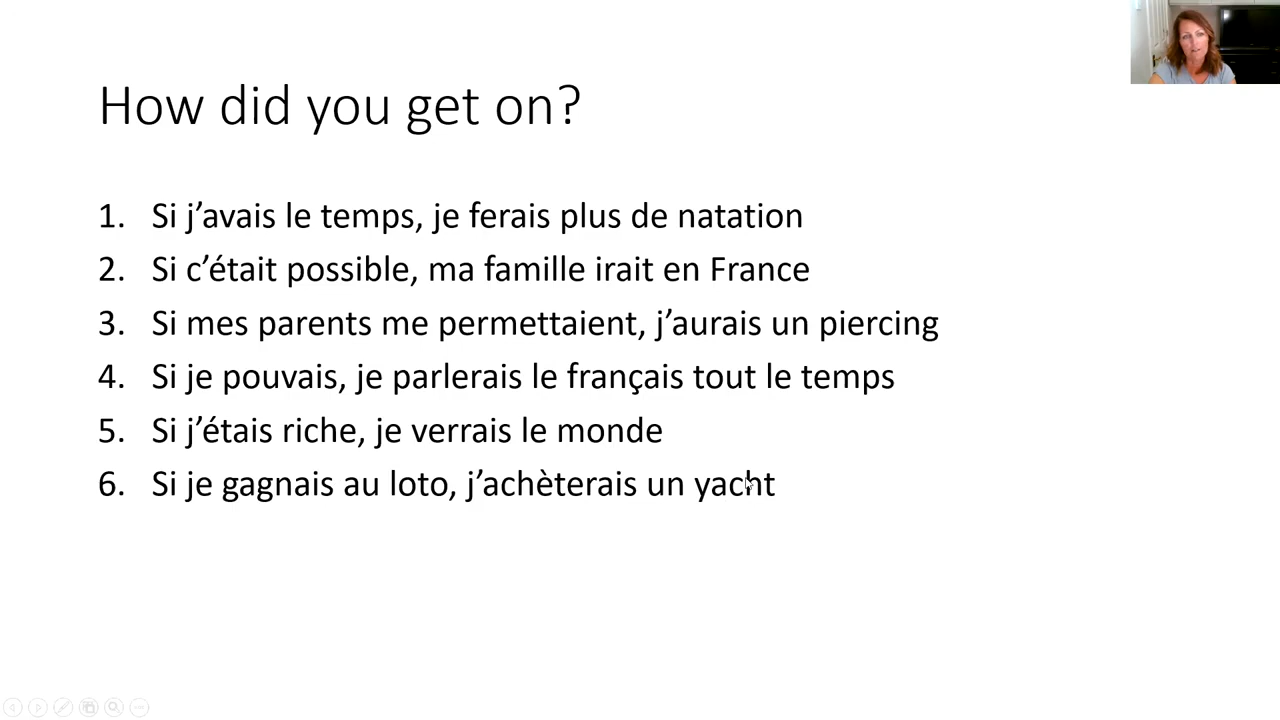 How did you get on?
1. Si j’avais le temps, je ferais plus de natation
2. Si c’était possible, ma famille irait en France
3. Si mes parents me permettaient, j’aurais un piercing
4. Si je pouvais, je parlerais le français tout le temps
5. Si j’étais riche, je verrais le monde
6. Si je gagnais au loto, j’achèterais un yacht